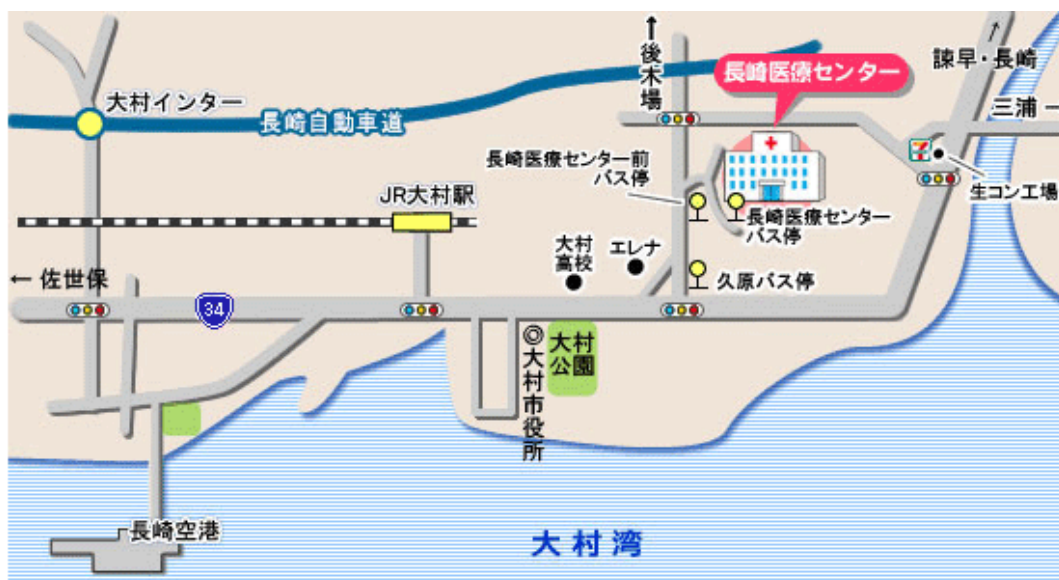 ↑
後木場
長崎医療センター
諫早・長崎
↑
大村インター
長崎自動車道
三浦
長崎医療センター前
バス停
7
生コン工場
JR大村駅
長崎医療センター
バス停
大村
高校
エレナ
久原バス停
← 佐世保
34
大村市役所
大村
公園
長崎空港
大村湾